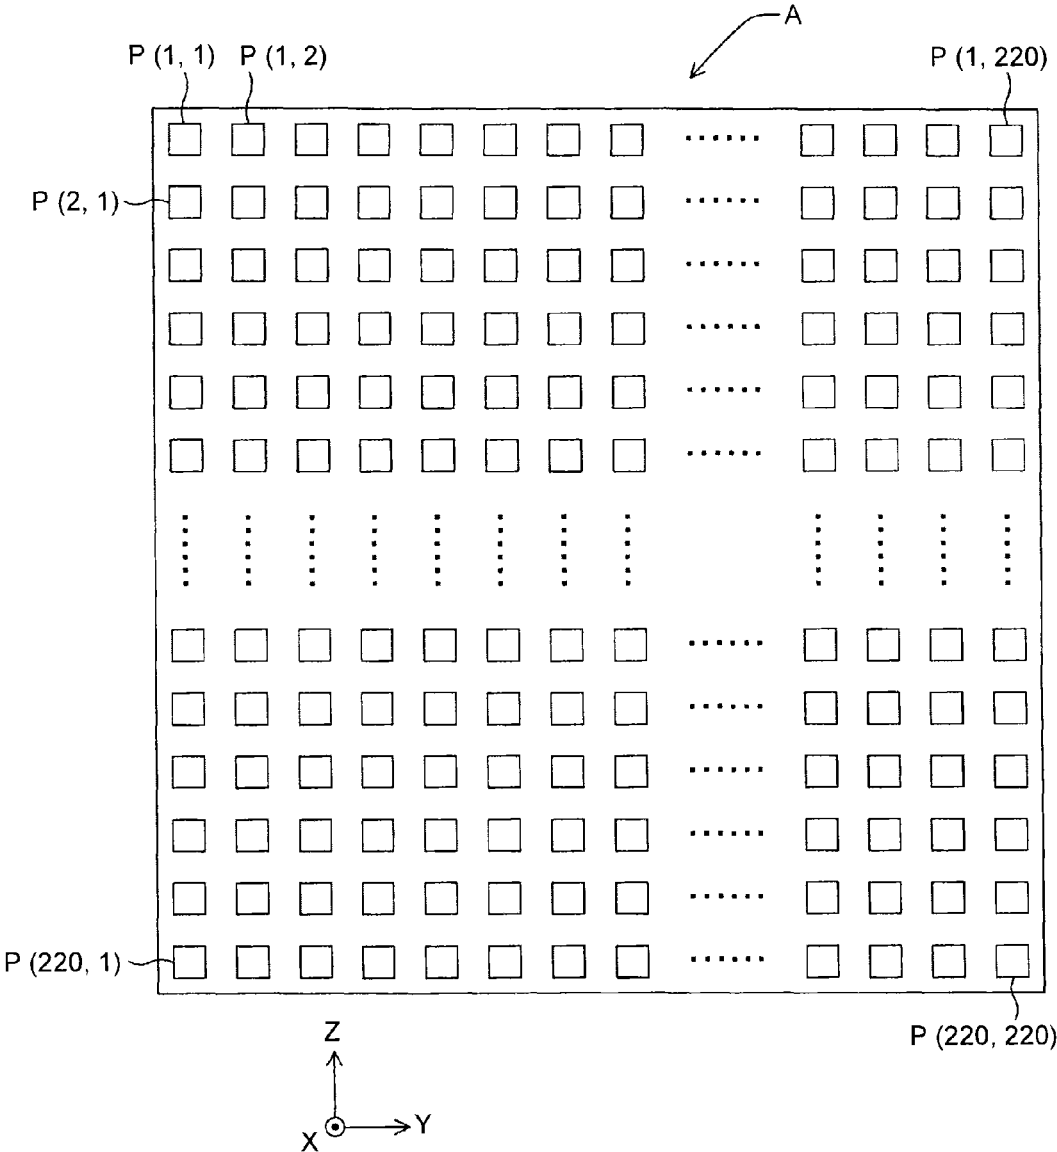 A
P (1, 1) P (1, 2) P (1, 220)
P (2, 1)
P (220, 1)
P (220, 220)
Z
X Y